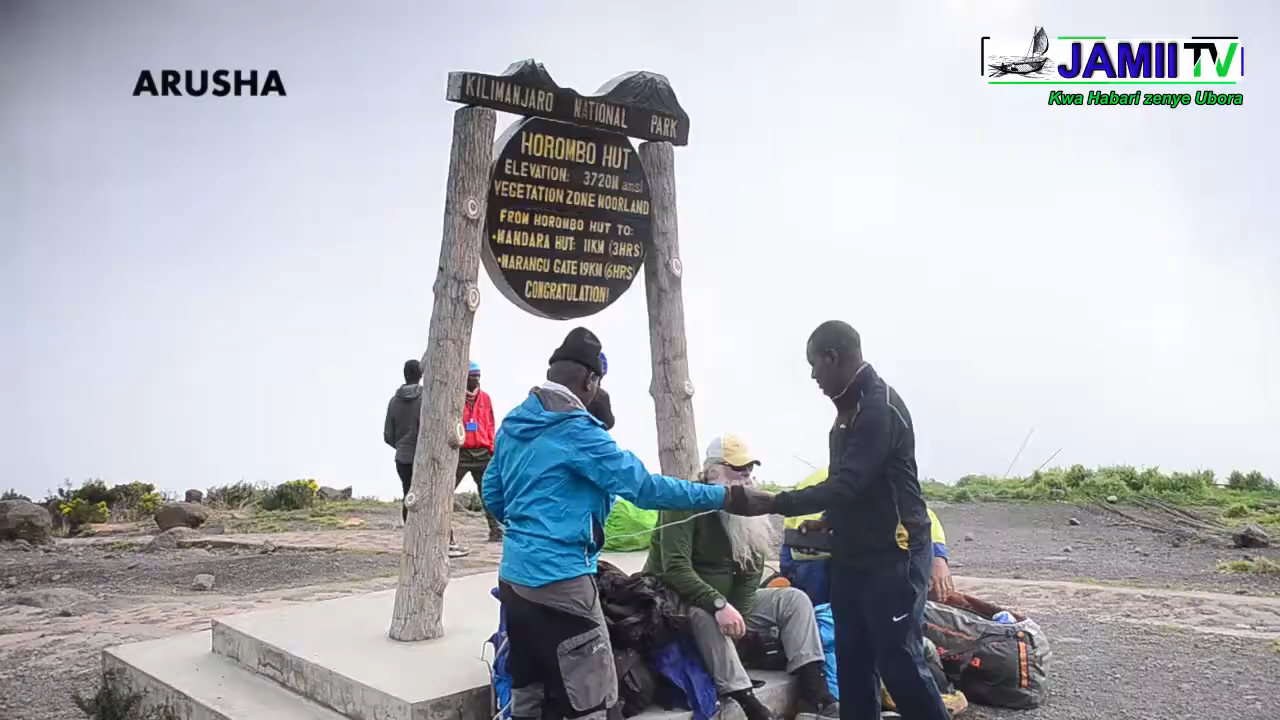 ARUSHA
JAMII TV
Kwa Habari zenye Ubora
KILIMANJARO NATIONAL PARK
HOROMBO HUT
ELEVATION: 3720M amsl
VEGETATION ZONE MOORLAND
FROM HOROMBO HUT TO:
•MANDARA HUT: 11KM (3HRS)
•MARANGU GATE 19KM (6HRS
CONGRATULATION!